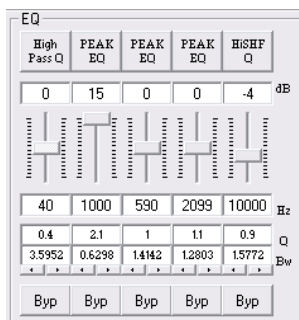 EQ
High Pass Q PEAK EQ PEAK EQ PEAK EQ HiSHF Q
0 15 0 0 -4 dB
40 1000 590 2099 10000 Hz
0.4 2.1 1 1.1 0.9 Q
3.5952 0.6298 1.4142 1.2803 1.5772 Bw
Byp Byp Byp Byp Byp